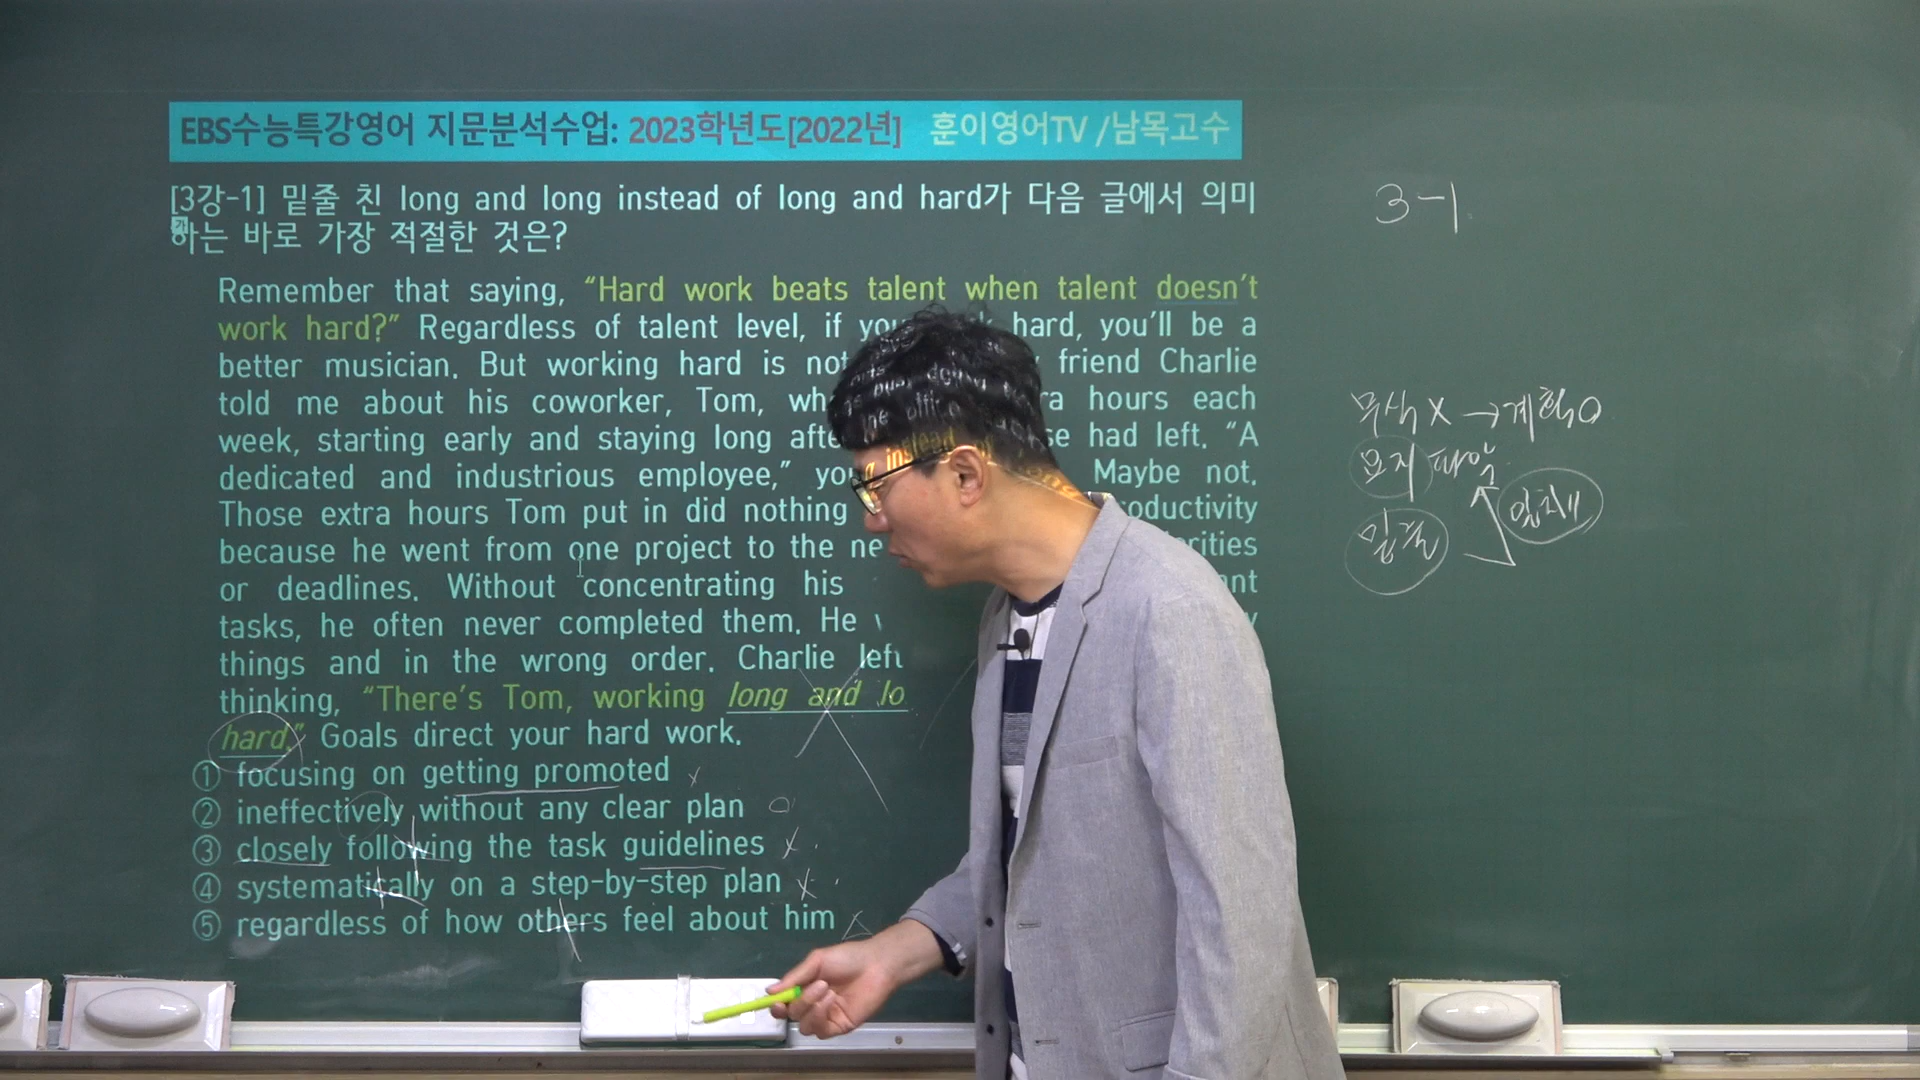 EBS수능특강영어 지문분석수업: 2023학년도[2022년] 훈이영어TV /남목고수
[3강-1] 밑줄 친 long and long instead of long and hard가 다음 글에서 의미
하는 바로 가장 적절한 것은?
Remember that saying, “Hard work beats talent when talent doesn’t
work hard?” Regardless of talent level, if you hard, you’ll be a
better musician. But working hard is not friend Charlie
told me about his coworker, Tom, hours each
week, starting early and staying long had left. “A
dedicated and industrious employee,” Maybe not.
Those extra hours Tom put in did nothing
because he went from one project to the
or deadlines. Without concentrating his
tasks, he often never completed them. He
things and in the wrong order. Charlie left
thinking, “There’s Tom, working long and
hard.” Goals direct your hard work.
① focusing on getting promoted x
② ineffectively without any clear plan O
③ closely following the task guidelines x
④ systematically on a step-by-step plan x
⑤ regardless of how others feel about him △
3-1.
무식 X → 계획 O
요지 파악
밑줄 일치